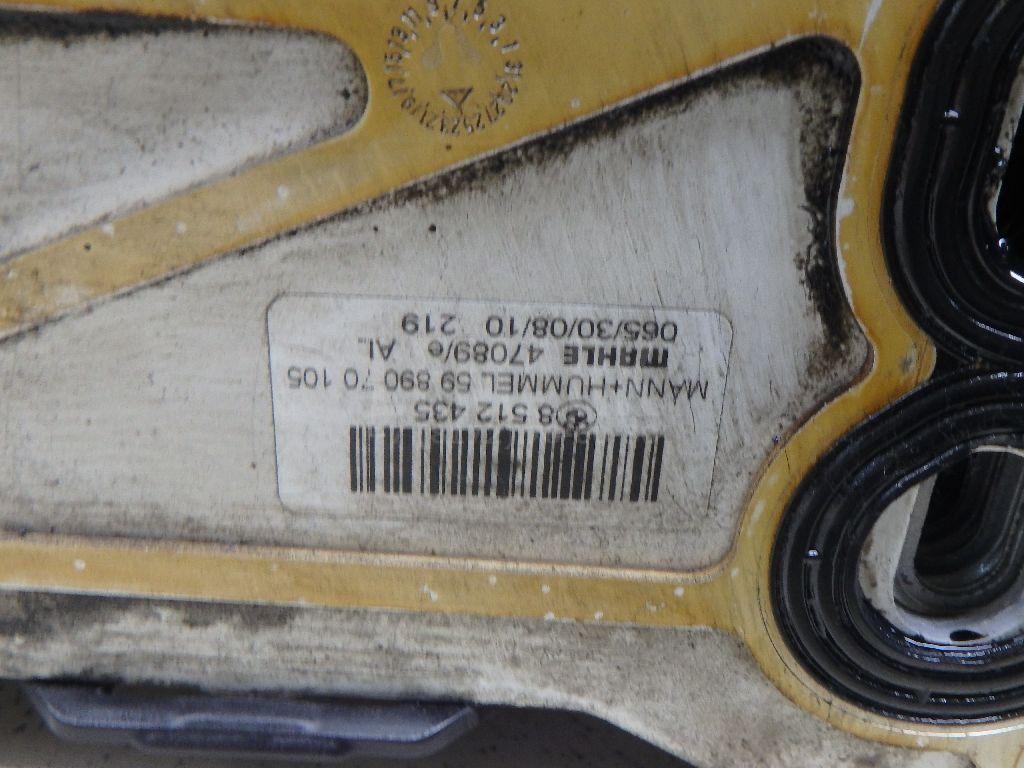 8 512 435
MANN+HUMMEL 59 890 70 105
MAHLE 47089/e AL
065/30/08/10 219
A